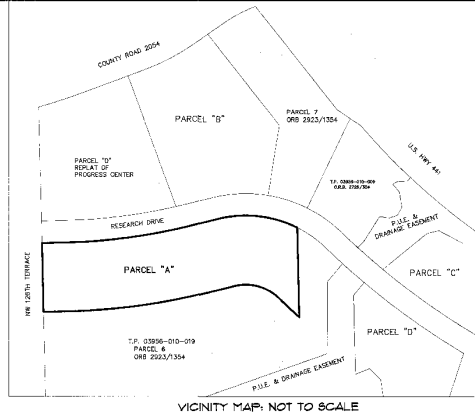 COUNTY ROAD 2054
PARCEL "B"
PARCEL 7
ORB 2923/1354
U.S. HWY 441
PARCEL "D"
REPLAT OF
PROGRESS CENTER
T.P. 03956-010-009
O.R.B. 2725/354
P.U.E. &
DRAINAGE EASEMENT
RESEARCH DRIVE
NW 126TH TERRACE
PARCEL "A"
PARCEL "C"
T.P. 03956-010-019
PARCEL 6
ORB 2923/1354
PARCEL "D"
P.U.E. & DRAINAGE EASEMENT
VICINITY MAP: NOT TO SCALE